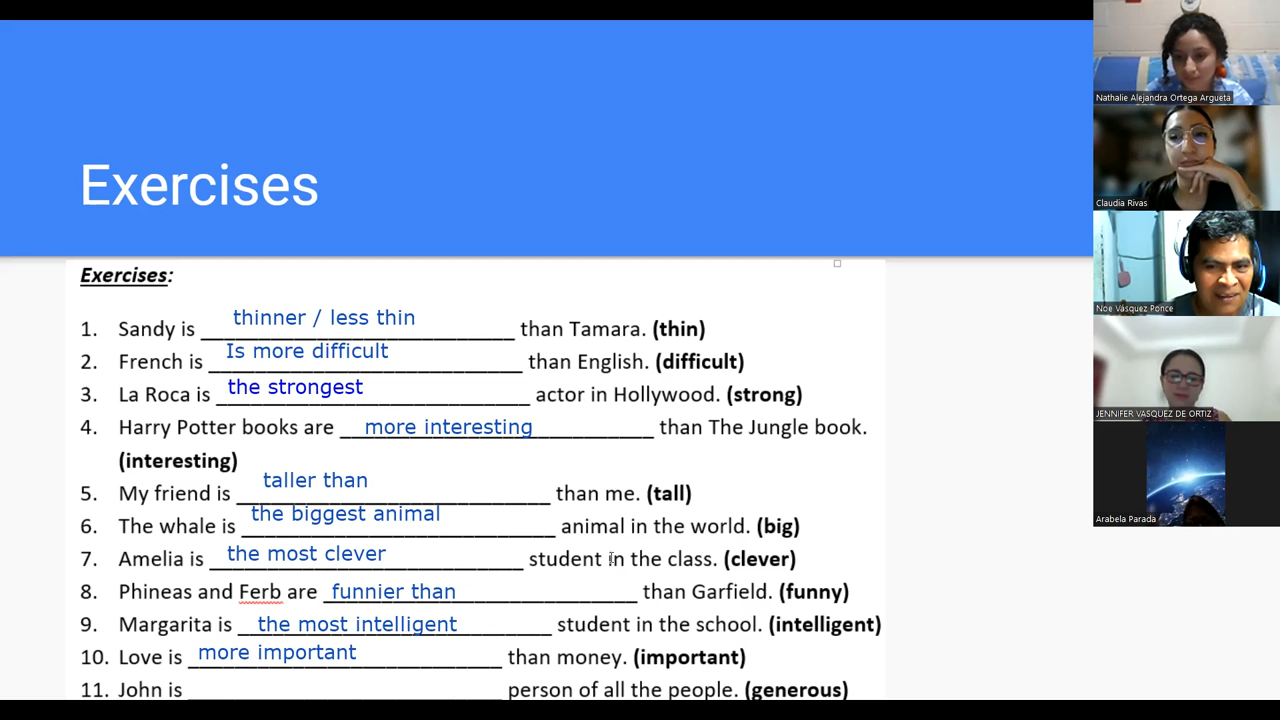 Exercises
Exercises:
1. Sandy is thinner / less thin than Tamara. (thin)
2. French is Is more difficult than English. (difficult)
3. La Roca is the strongest actor in Hollywood. (strong)
4. Harry Potter books are more interesting than The Jungle book.
(interesting)
5. My friend is taller than than me. (tall)
6. The whale is the biggest animal animal in the world. (big)
7. Amelia is the most clever student in the class. (clever)
8. Phineas and Ferb are funnier than than Garfield. (funny)
9. Margarita is the most intelligent student in the school. (intelligent)
10. Love is more important than money. (important)
11. John is ____________________________ person of all the people. (generous)
Nathalie Alejandra Ortega Argueta
Claudia Rivas
Noe Vásquez Ponce
JENNIFER VASQUEZ DE ORTIZ
Arabela Parada